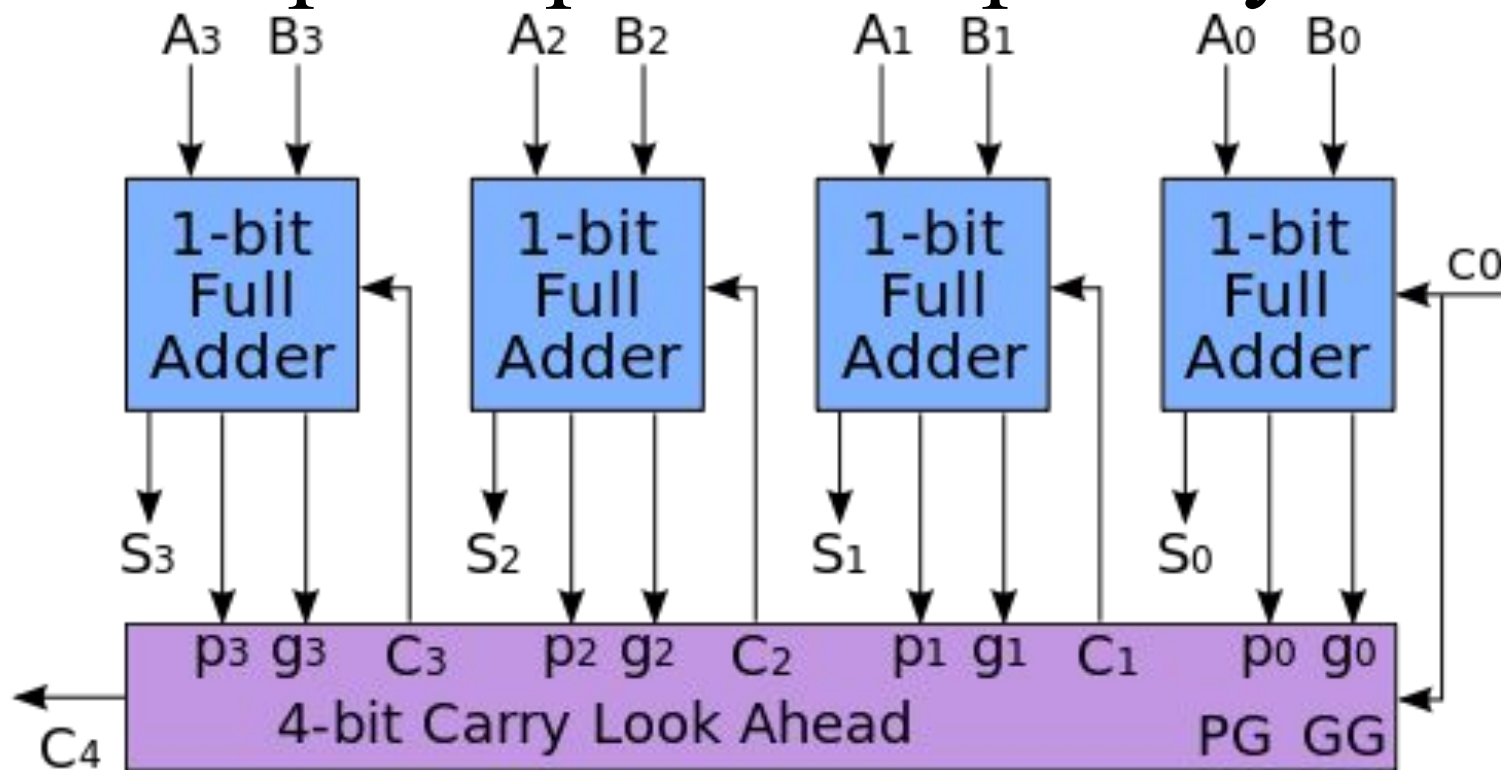 A3 B3 A2 B2 A1 B1 A0 B0
1-bit Full Adder
1-bit Full Adder
1-bit Full Adder
1-bit Full Adder
C0
S3 S2 S1 S0
p3 g3 C3 p2 g2 C2 p1 g1 C1 p0 g0
4-bit Carry Look Ahead PG GG
C4